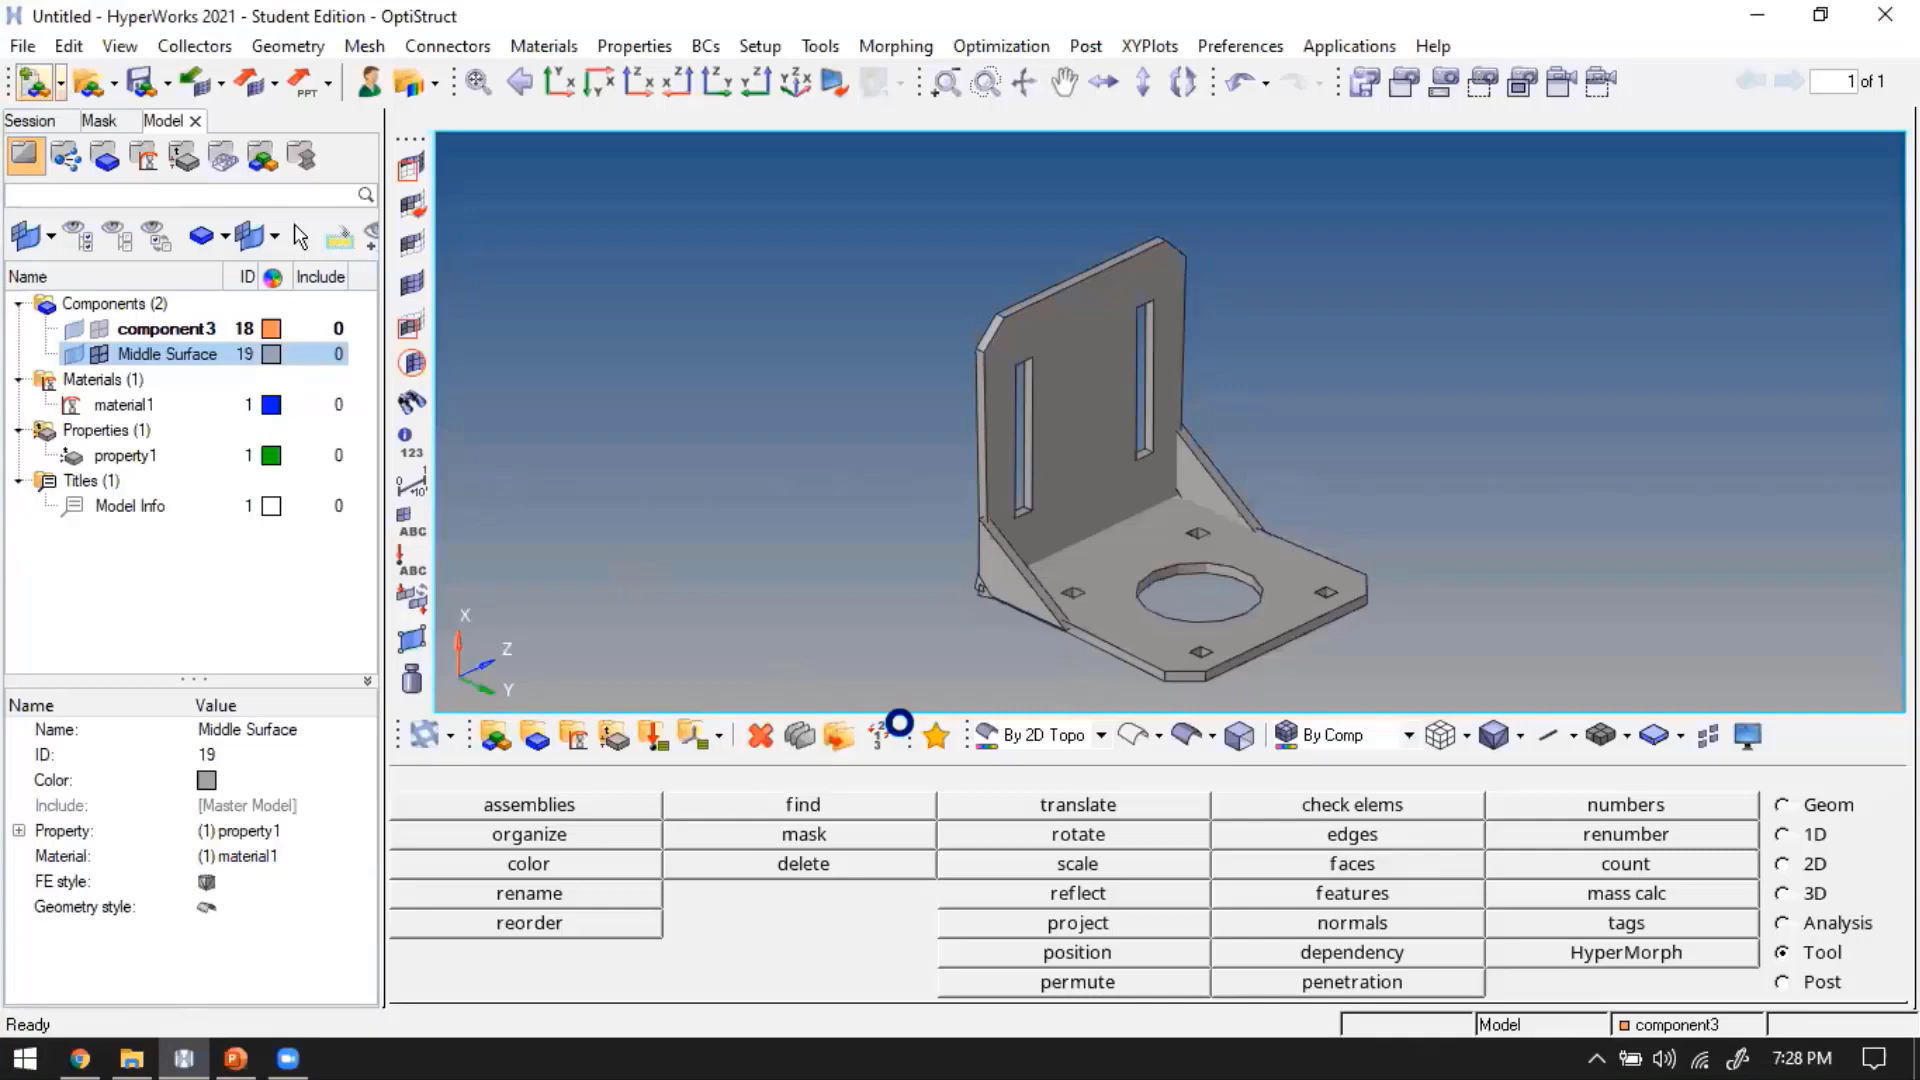 Untitled - HyperWorks 2021 - Student Edition - OptiStruct
File Edit View Collectors Geometry Mesh Connectors Materials Properties BCs Setup Tools Morphing Optimization Post XYPlots Preferences Applications Help
PPT
1 of 1
Session Mask Model
Name ID Include
Components (2)
component3 18 0
Middle Surface 19 0
Materials (1)
material1 1 0
Properties (1)
property1 1 0
Titles (1)
Model Info 1 0
123
ABC
ABC
X
Z
Y
Name Value
Name: Middle Surface
ID: 19
Color:
Include: [Master Model]
Property: (1) property1
Material: (1) material1
FE style:
Geometry style:
By 2D Topo By Comp
assemblies find translate check elems numbers Geom
organize mask rotate edges renumber 1D
color delete scale faces count 2D
rename reflect features mass calc 3D
reorder project normals tags Analysis
position dependency HyperMorph Tool
permute penetration Post
Ready Model component3
7:28 PM